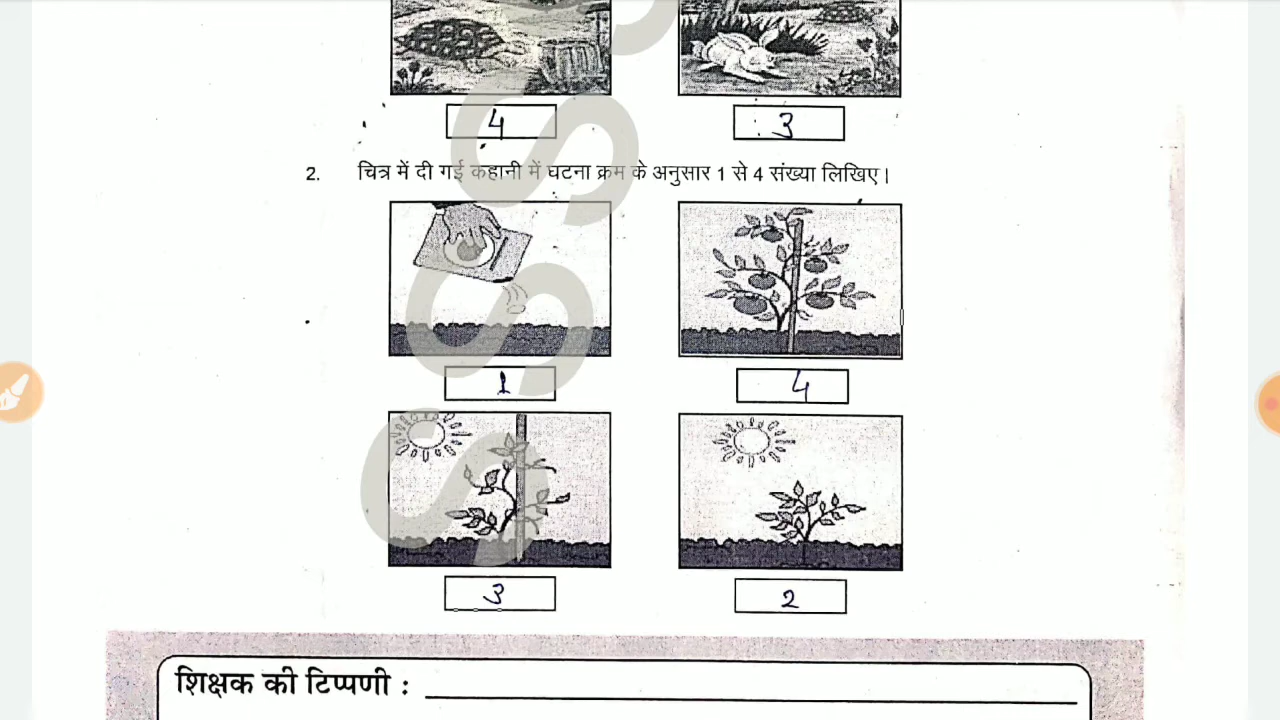 4 3
2. चित्र में दी गई कहानी में घटना क्रम के अनुसार 1 से 4 संख्या लिखिए।
1 4
3 2
शिक्षक की टिप्पणी :